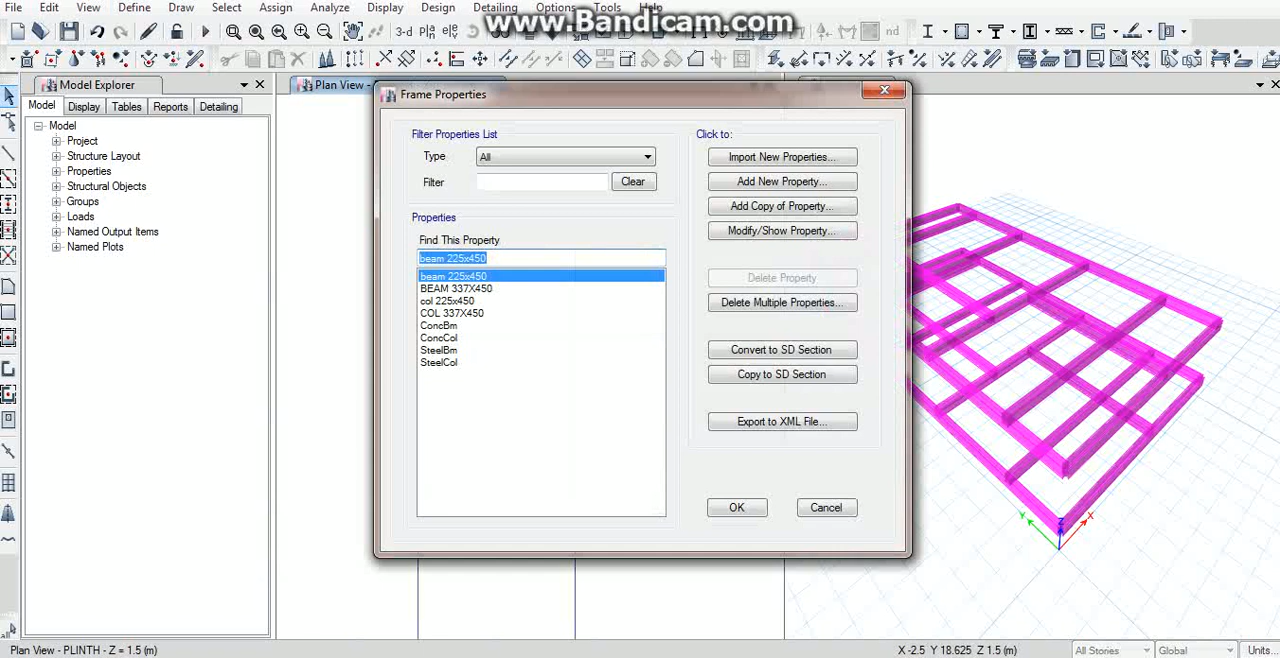 File Edit View Define Draw Select Assign Analyze Display Design Detailing Options Tools Help
www.Bandicam.com
3-d
nd
Model Explorer
Plan View -
Model Display Tables Reports Detailing
Model
Project
Structure Layout
Properties
Structural Objects
Groups
Loads
Named Output Items
Named Plots
Frame Properties
Filter Properties List
Type All
Filter
Clear
Properties
Find This Property
beam 225x450
beam 225x450
BEAM 337X450
col 225x450
COL 337X450
ConcBm
ConcCol
SteelBm
SteelCol
Click to:
Import New Properties...
Add New Property...
Add Copy of Property...
Modify/Show Property...
Delete Property
Delete Multiple Properties...
Convert to SD Section
Copy to SD Section
Export to XML File...
OK Cancel
Z
Y X
Plan View - PLINTH - Z = 1.5 (m)
X -2.5 Y 18.625 Z 1.5 (m)
All Stories
Global
Units...